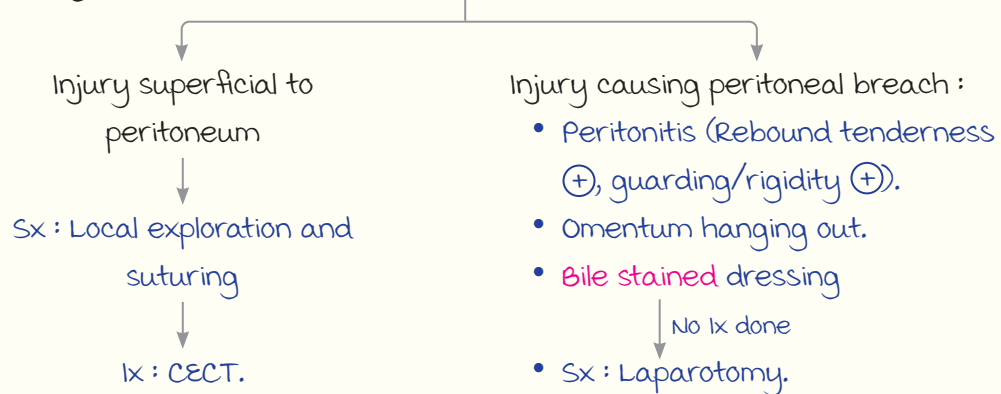 Injury superficial to
peritoneum
Sx : Local exploration and
suturing
Ix : CECT.
Injury causing peritoneal breach :
• Peritonitis (Rebound tenderness
⊕, guarding/rigidity ⊕).
• Omentum hanging out.
• Bile stained dressing
No Ix done
• Sx : Laparotomy.